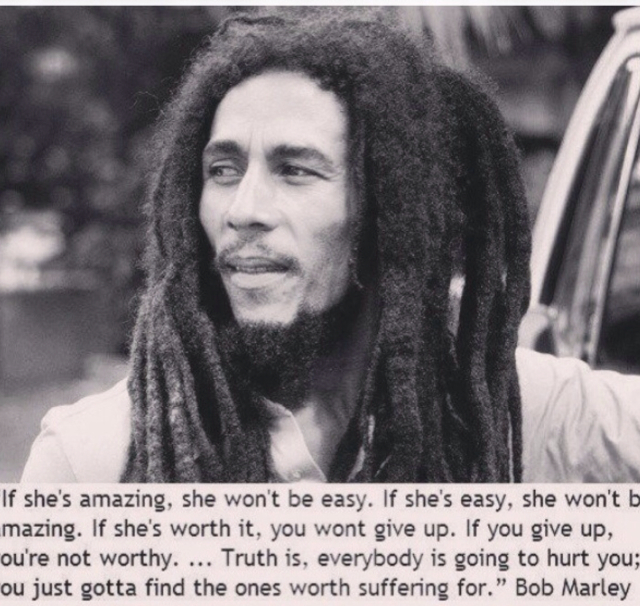 "If she's amazing, she won't be easy. If she's easy, she won't b
amazing. If she's worth it, you wont give up. If you give up,
ou're not worthy. ... Truth is, everybody is going to hurt you;
ou just gotta find the ones worth suffering for.” Bob Marley